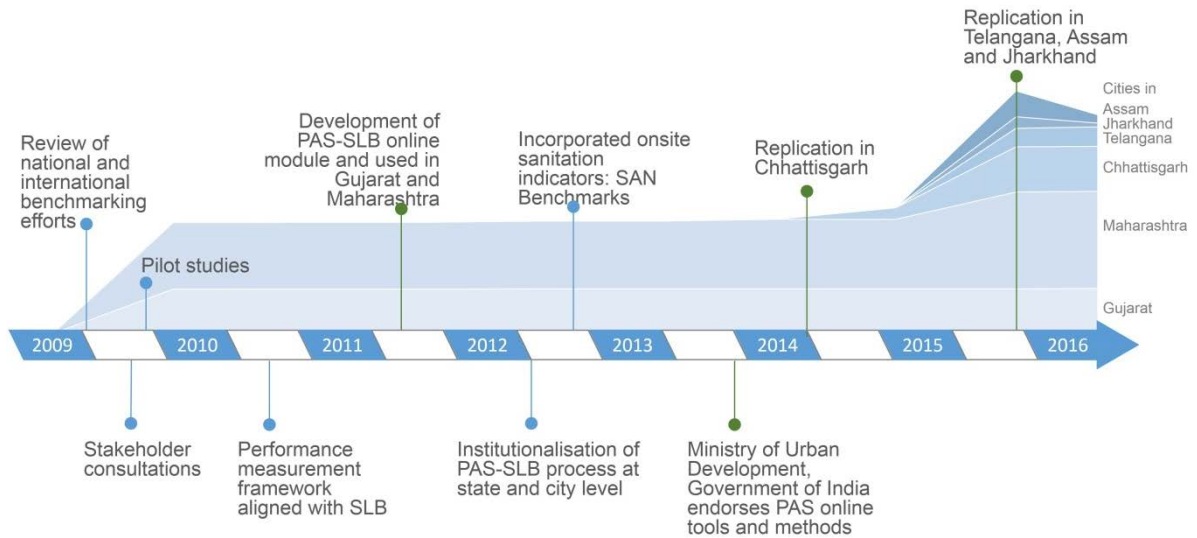 Replication in
Telangana, Assam
and Jharkhand
Cities in
Assam
Jharkhand
Telangana
Chhattisgarh
Maharashtra
Gujarat
Review of
national and
international
benchmarking
efforts
Pilot studies
Development of
PAS-SLB online
module and used in
Gujarat and
Maharashtra
Incorporated onsite
sanitation
indicators: SAN
Benchmarks
Replication in
Chhattisgarh
2009
2010
2011
2012
2013
2014
2015
2016
Stakeholder
consultations
Performance
measurement
framework
aligned with SLB
Institutionalisation of
PAS-SLB process at
state and city level
Ministry of Urban
Development,
Government of India
endorses PAS online
tools and methods